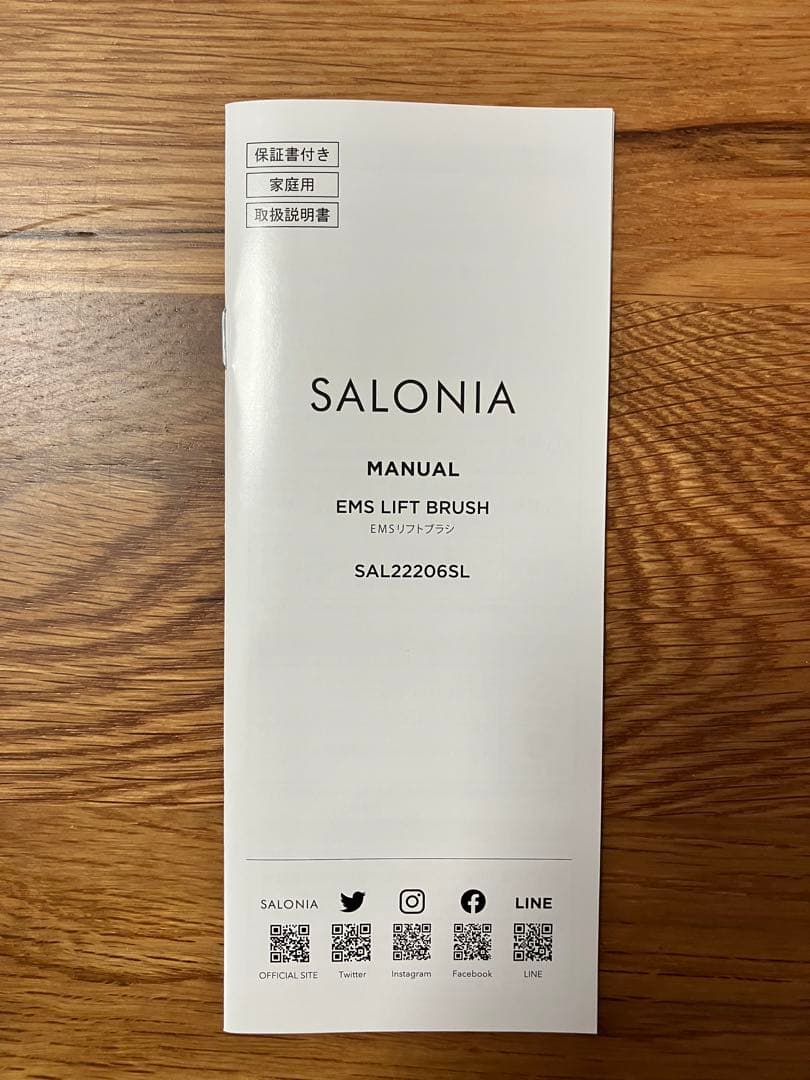 保証書付き
家庭用
取扱説明書
SALONIA
MANUAL
EMS LIFT BRUSH
EMSリフトブラシ
SAL22206SL
SALONIA LINE
OFFICIAL SITE Twitter Instagram Facebook LINE